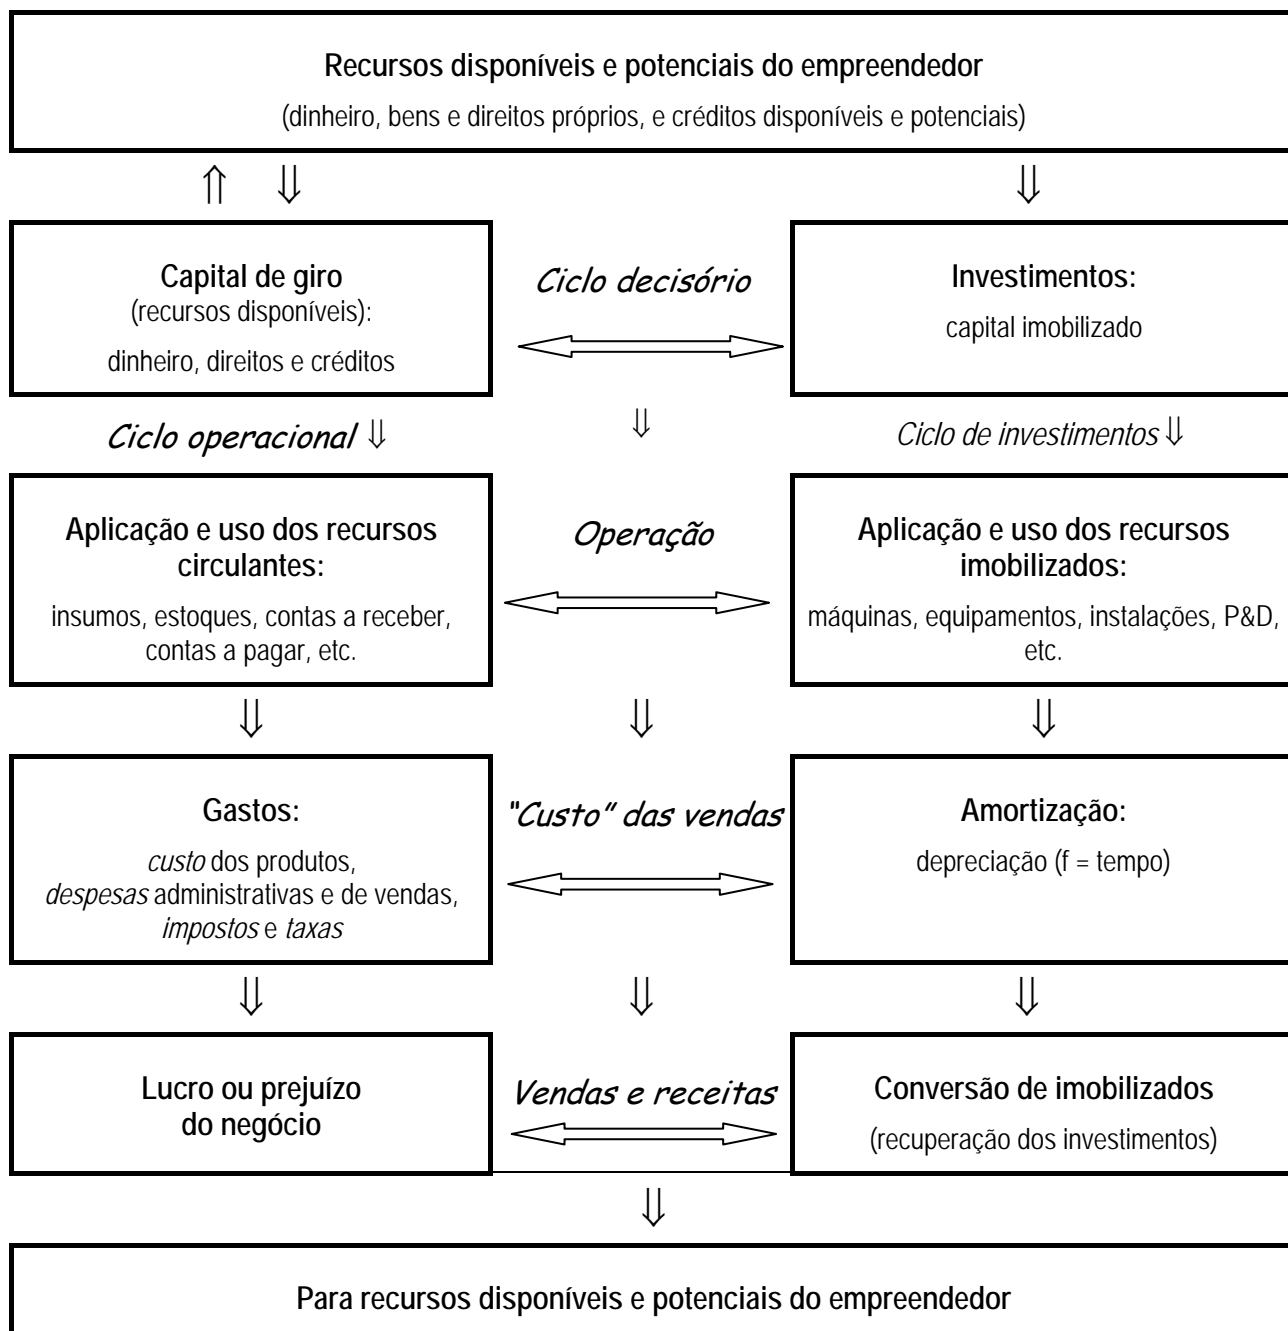 Recursos disponíveis e potenciais do empreendedor
(dinheiro, bens e direitos próprios, e créditos disponíveis e potenciais)
⇑ ⇓ ⇓
Capital de giro
(recursos disponíveis):
dinheiro, direitos e créditos
Ciclo decisório
Investimentos:
capital imobilizado
Ciclo operacional ⇓
⇓
Ciclo de investimentos ⇓
Aplicação e uso dos recursos
circulantes:
insumos, estoques, contas a receber,
contas a pagar, etc.
Operação
Aplicação e uso dos recursos
imobilizados:
máquinas, equipamentos, instalações, P&D,
etc.
⇓ ⇓ ⇓
Gastos:
custo dos produtos,
despesas administrativas e de vendas,
impostos e taxas
"Custo" das vendas
Amortização:
depreciação (f = tempo)
⇓ ⇓ ⇓
Lucro ou prejuízo
do negócio
Vendas e receitas
Conversão de imobilizados
(recuperação dos investimentos)
⇓
Para recursos disponíveis e potenciais do empreendedor